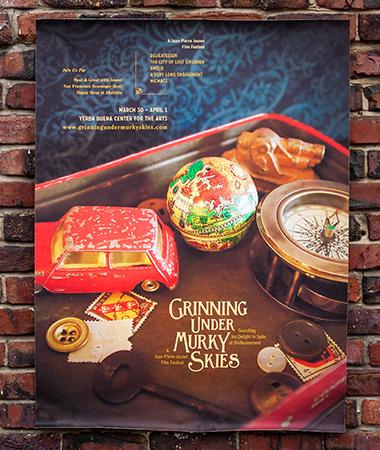 A Jean-Pierre Jeunet
Film Festival
DELICATESSEN
THE CITY OF LOST CHILDREN
AMELIE
A VERY LONG ENGAGEMENT
MICMACS
Join Us For
Meet & Greet with Jeunet
San Francisco Scavenger Hunt
Happy Hour at Absinthe
MARCH 30 – APRIL 1
YERBA BUENA CENTER FOR THE ARTS
www.grinningundermurkyskies.com
GRINNING
UNDER
MURKY
SKIES
Searching
for Delight in Spite
of Disillusionment
Jean-Pierre Jeunet
Film Festival